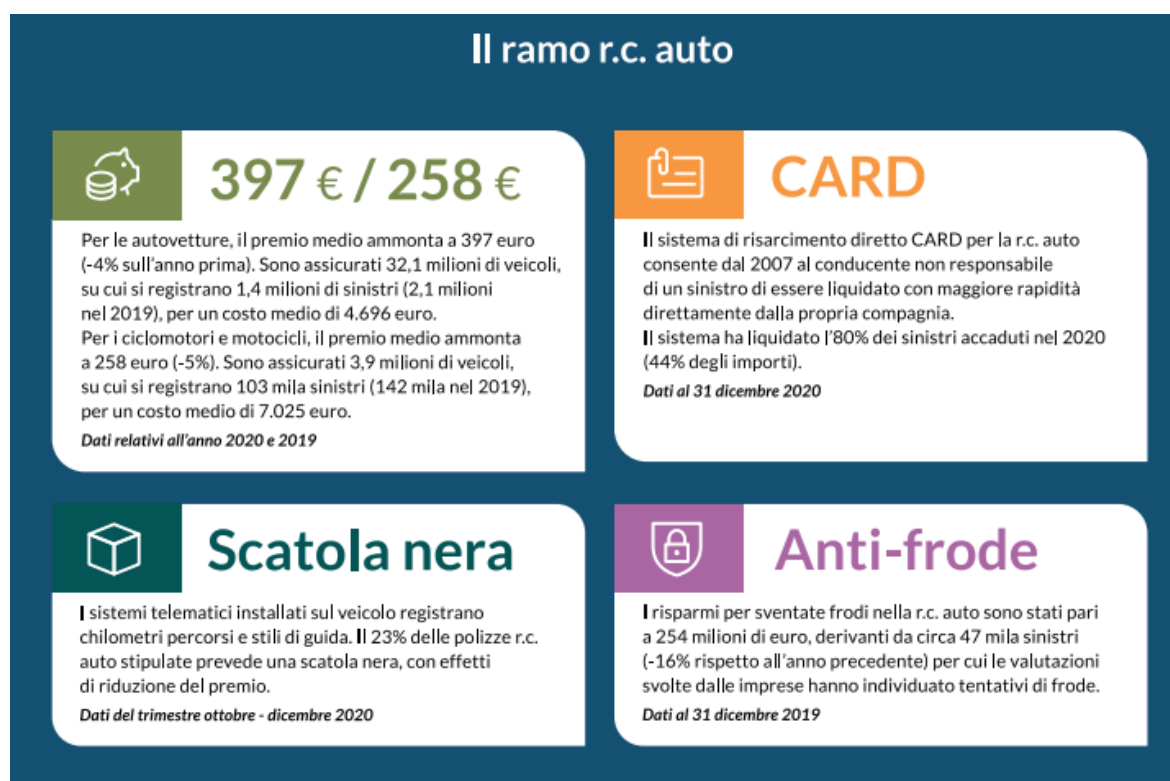 Il ramo r.c. auto
397 € / 258 €
Per le autovetture, il premio medio ammonta a 397 euro
(-4% sull'anno prima). Sono assicurati 32,1 milioni di veicoli,
su cui si registrano 1,4 milioni di sinistri (2,1 milioni
nel 2019), per un costo medio di 4.696 euro.
Per i ciclomotori e motocicli, il premio medio ammonta
a 258 euro (-5%). Sono assicurati 3,9 milioni di veicoli,
su cui si registrano 103 mila sinistri (142 mila nel 2019),
per un costo medio di 7.025 euro.
Dati relativi all'anno 2020 e 2019
CARD
Il sistema di risarcimento diretto CARD per la r.c. auto
consente dal 2007 al conducente non responsabile
di un sinistro di essere liquidato con maggiore rapidità
direttamente dalla propria compagnia.
Il sistema ha liquidato l'80% dei sinistri accaduti nel 2020
(44% degli importi).
Dati al 31 dicembre 2020
Scatola nera
I sistemi telematici installati sul veicolo registrano
chilometri percorsi e stili di guida. Il 23% delle polizze r.c.
auto stipulate prevede una scatola nera, con effetti
di riduzione del premio.
Dati del trimestre ottobre - dicembre 2020
Anti-frode
I risparmi per sventate frodi nella r.c. auto sono stati pari
a 254 milioni di euro, derivanti da circa 47 mila sinistri
(-16% rispetto all'anno precedente) per cui le valutazioni
svolte dalle imprese hanno individuato tentativi di frode.
Dati al 31 dicembre 2019